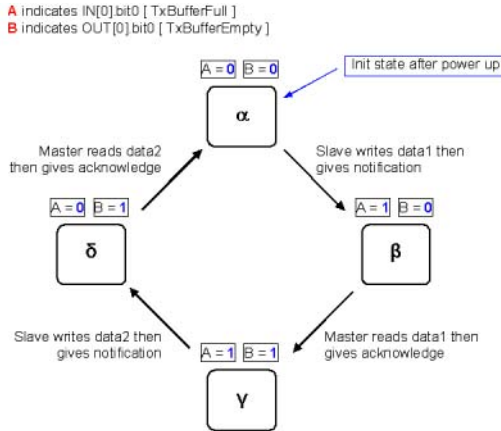 A indicates IN[0].bit0 [ TxBufferFull ]
B indicates OUT[0].bit0 [ TxBufferEmpty ]
A = 0 B = 0
Init state after power up
α
Master reads data2
then gives acknowledge
Slave writes data1 then
gives notification
A = 0 B = 1
A = 1 B = 0
δ
β
Slave writes data2 then
gives notification
A = 1 B = 1
Master reads data1 then
gives acknowledge
γ